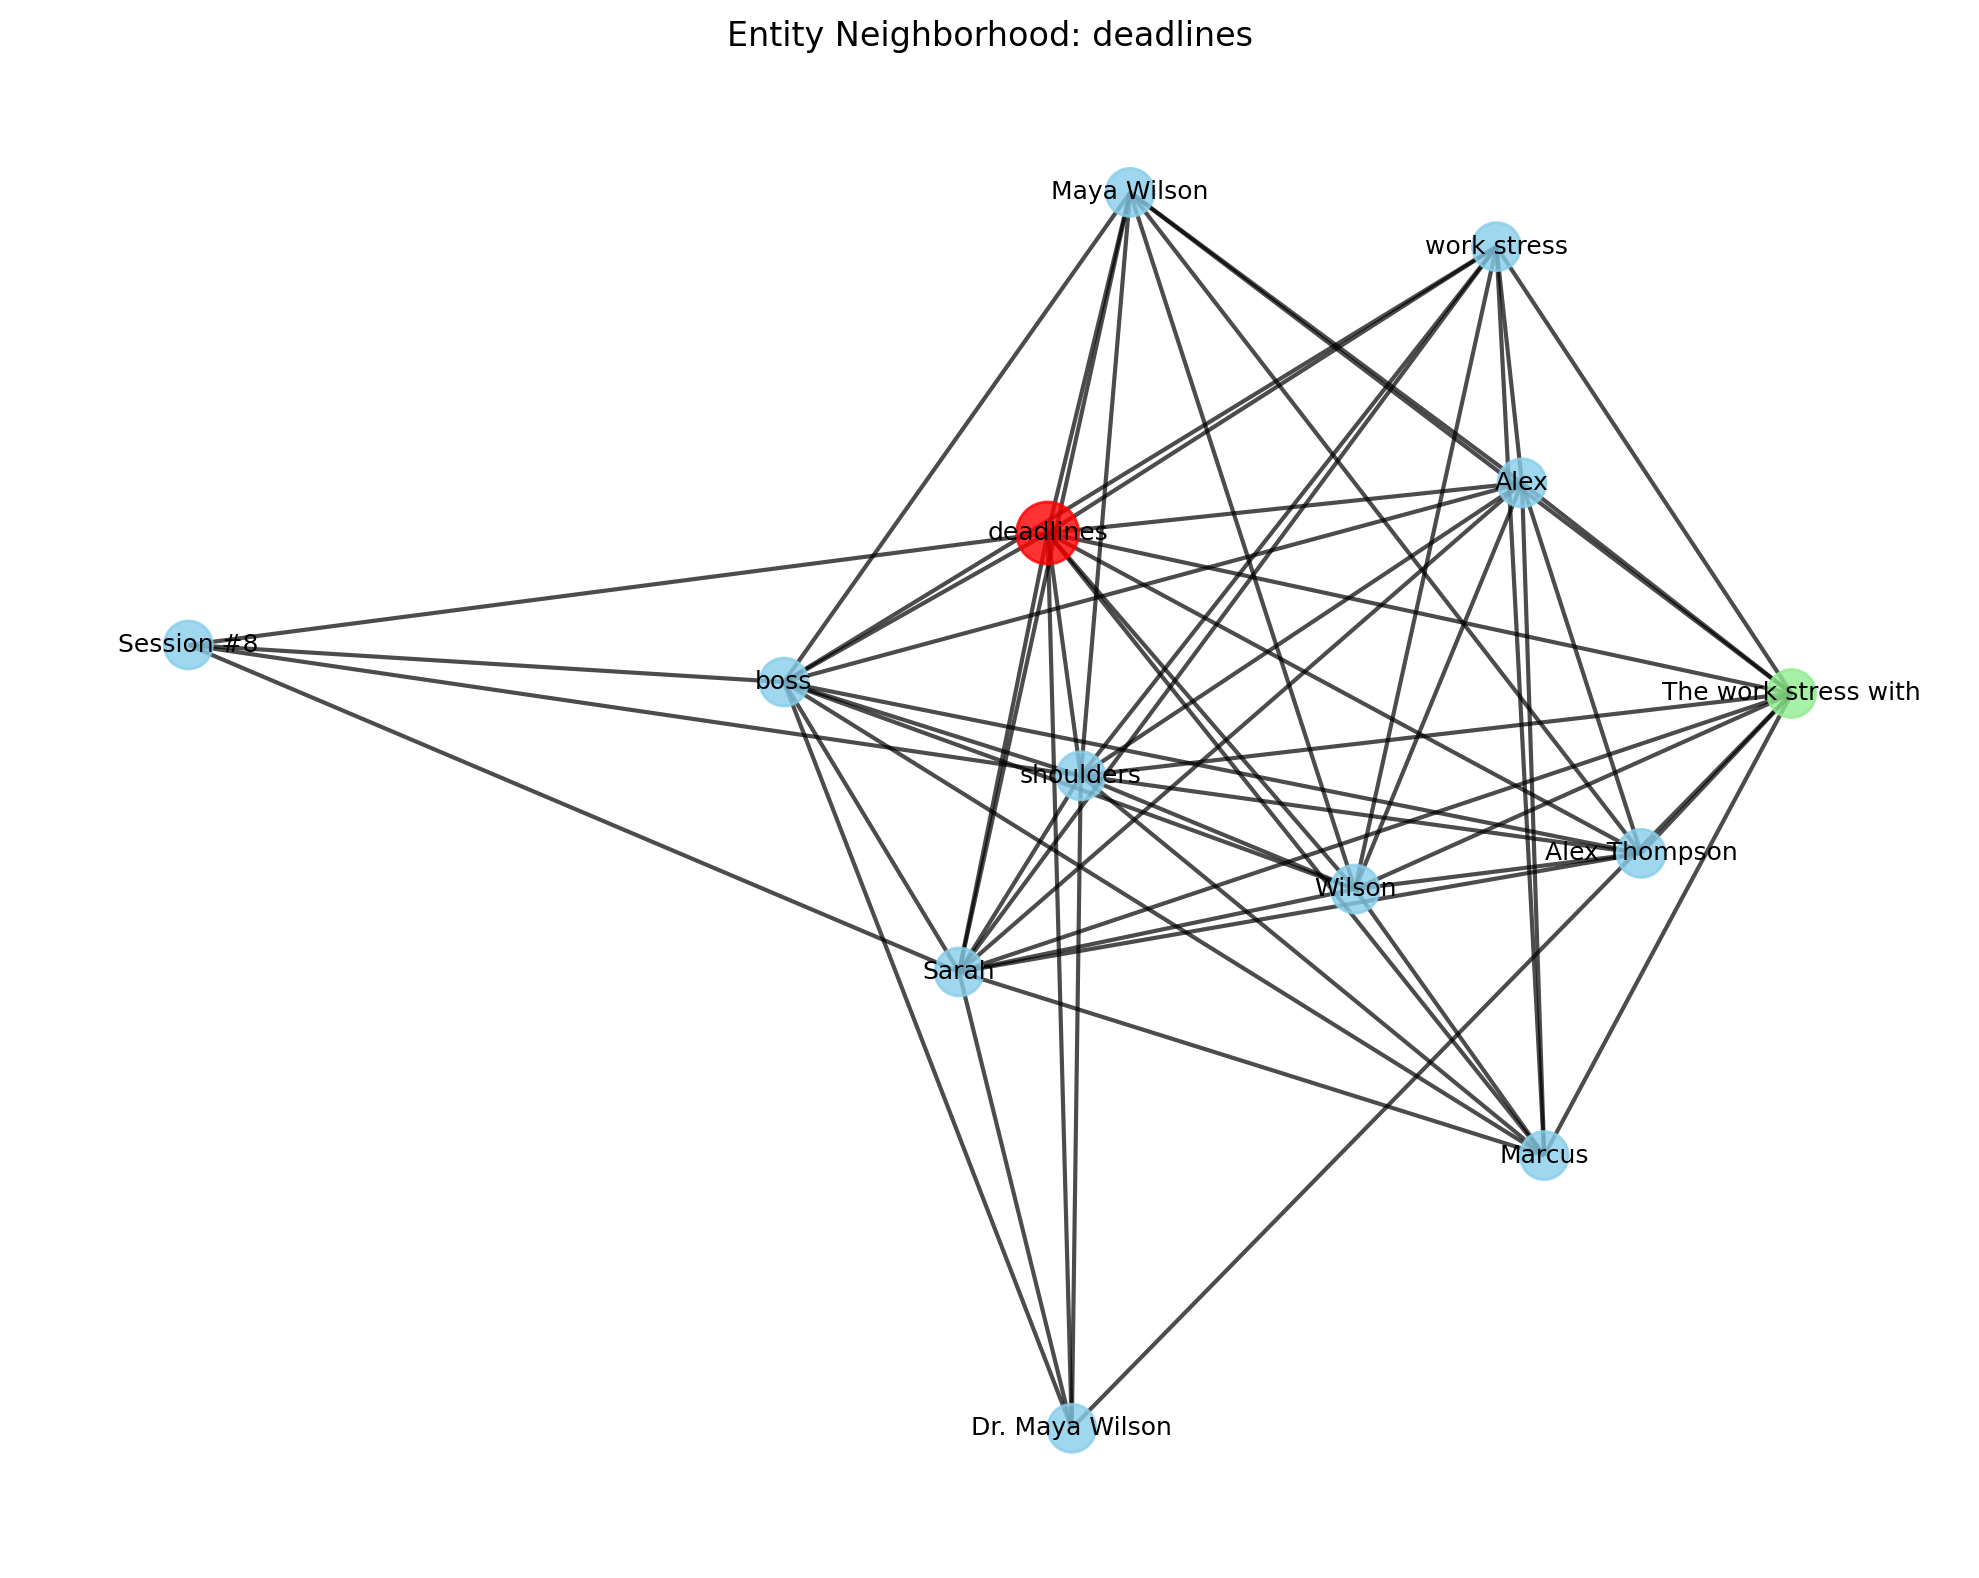 Entity Neighborhood: deadlines
Maya Wilson
work stress
Alex
deadlines
Session #8
boss
The work stress with
shoulders
Alex Thompson
Wilson
Sarah
Marcus
Dr. Maya Wilson